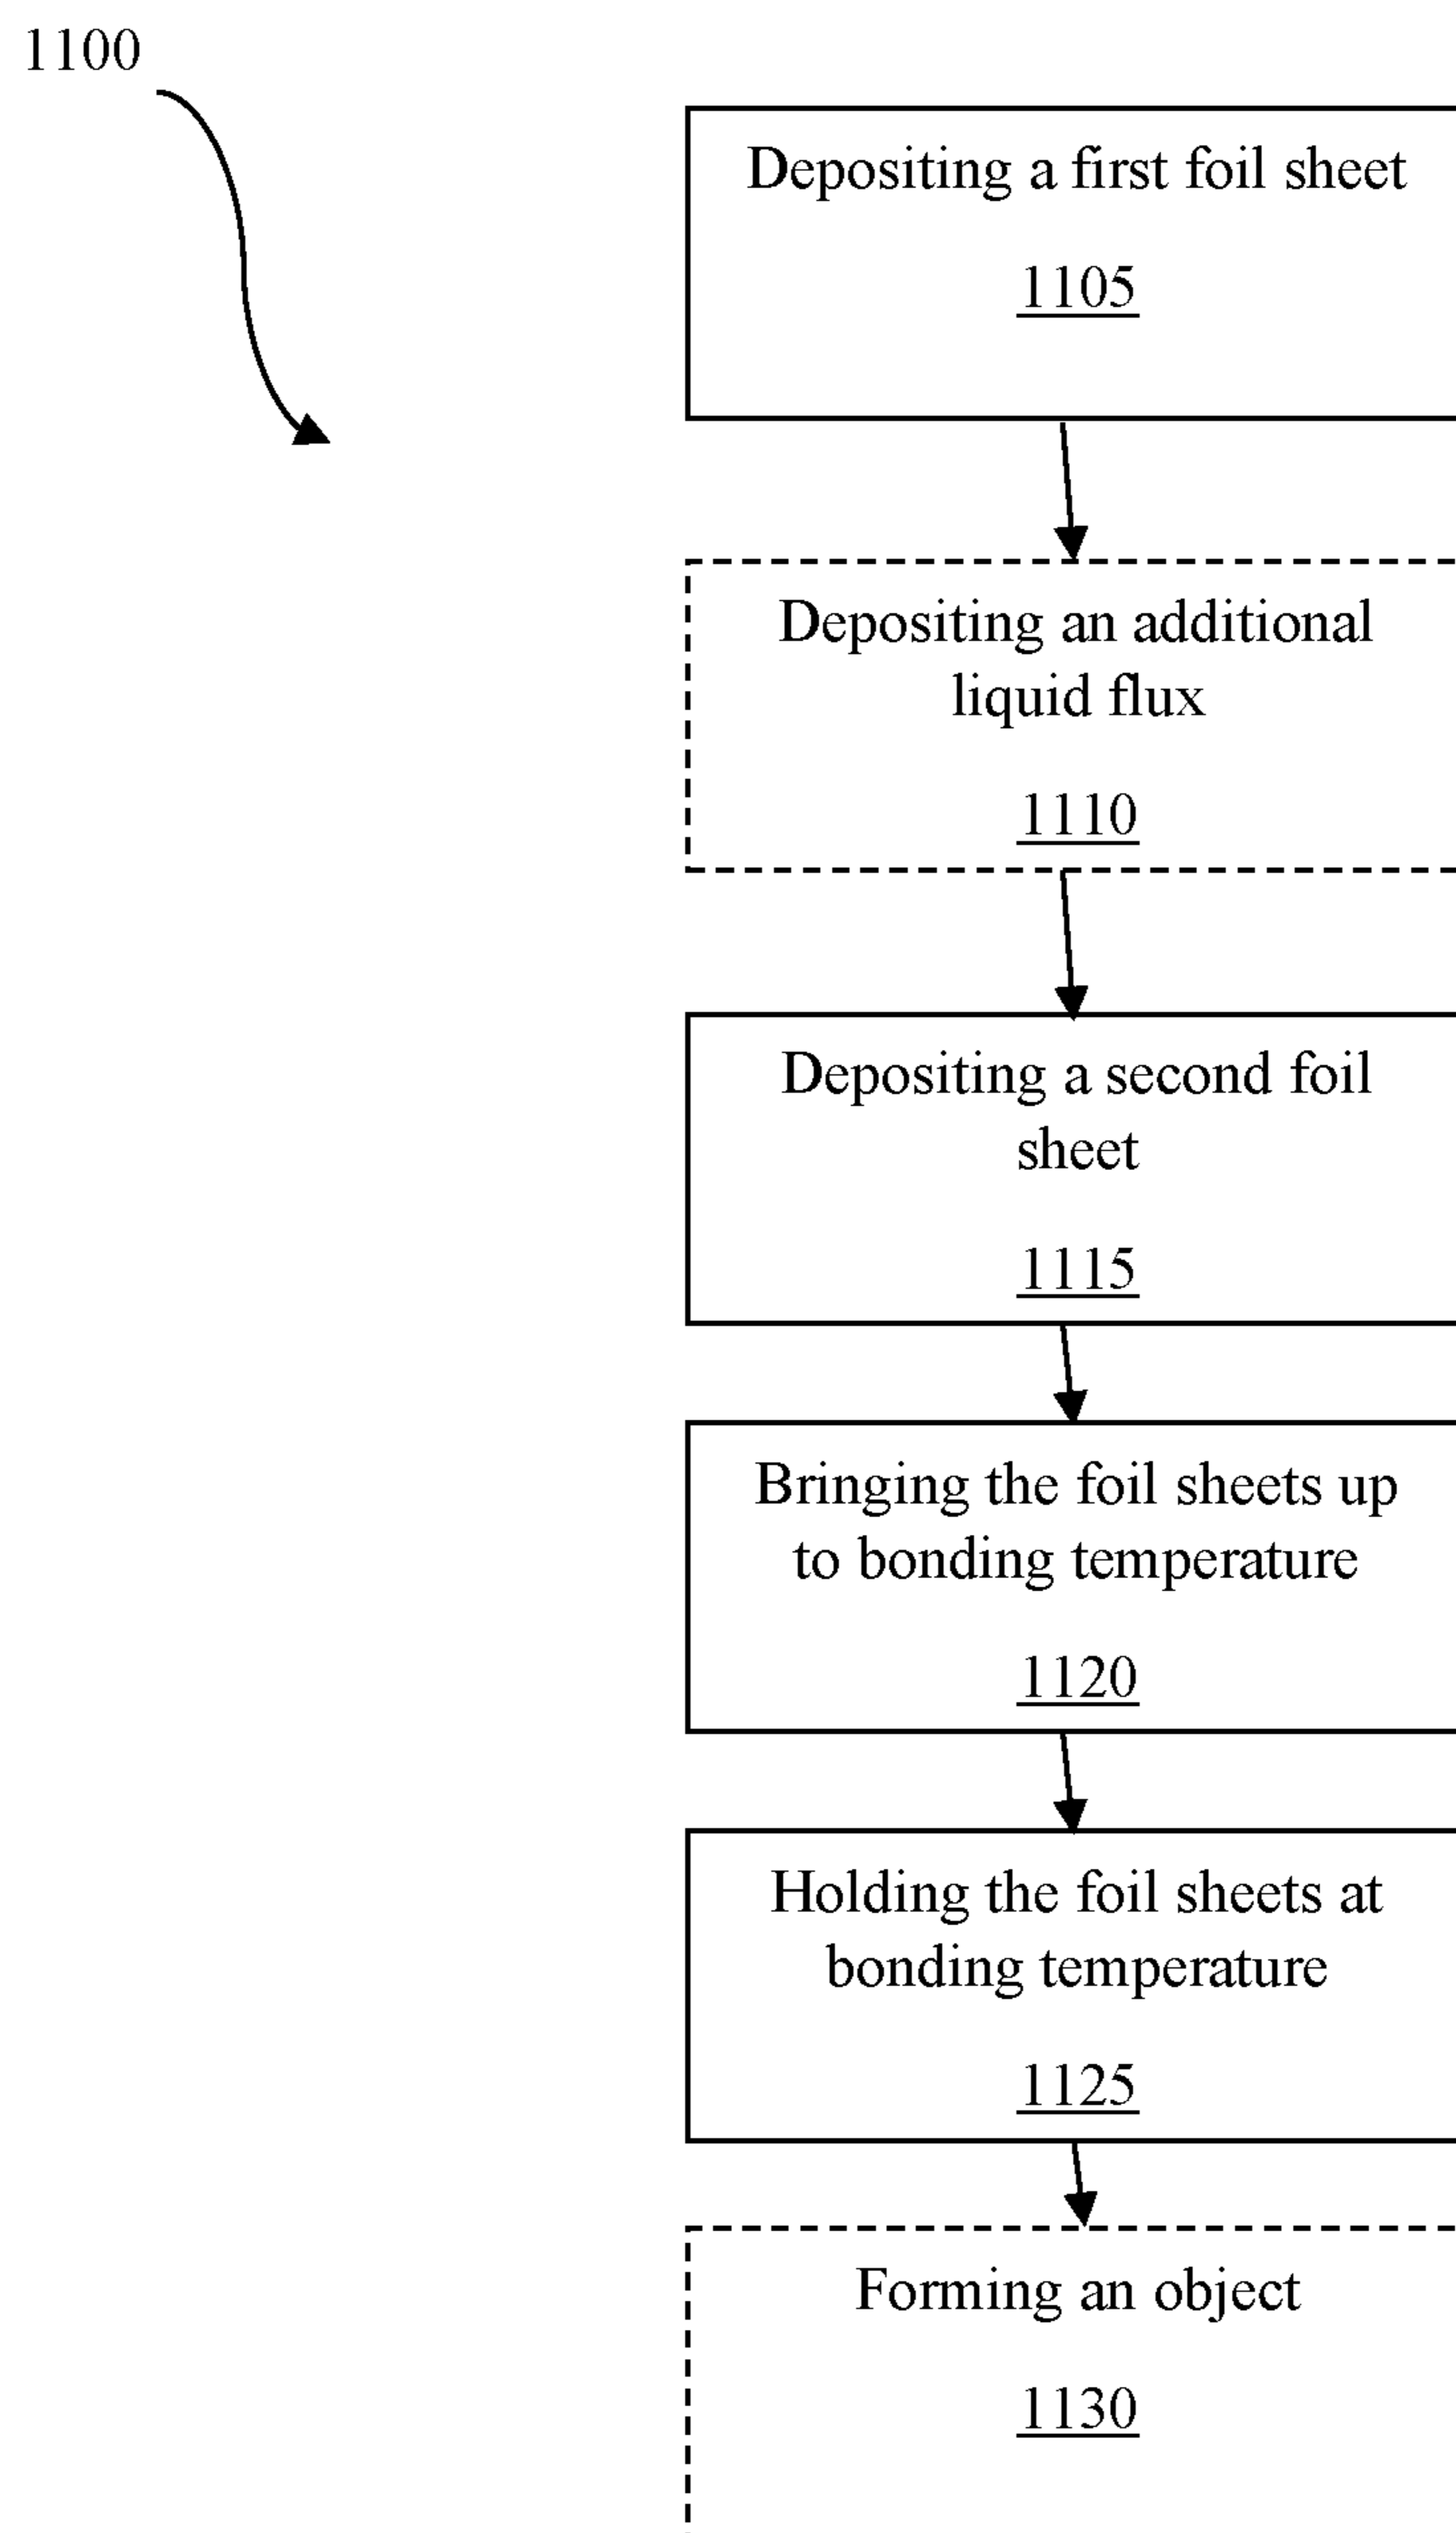 1100
Depositing a first foil sheet
1105
Depositing an additional
liquid flux
1110
Depositing a second foil
sheet
1115
Bringing the foil sheets up
to bonding temperature
1120
Holding the foil sheets at
bonding temperature
1125
Forming an object
1130